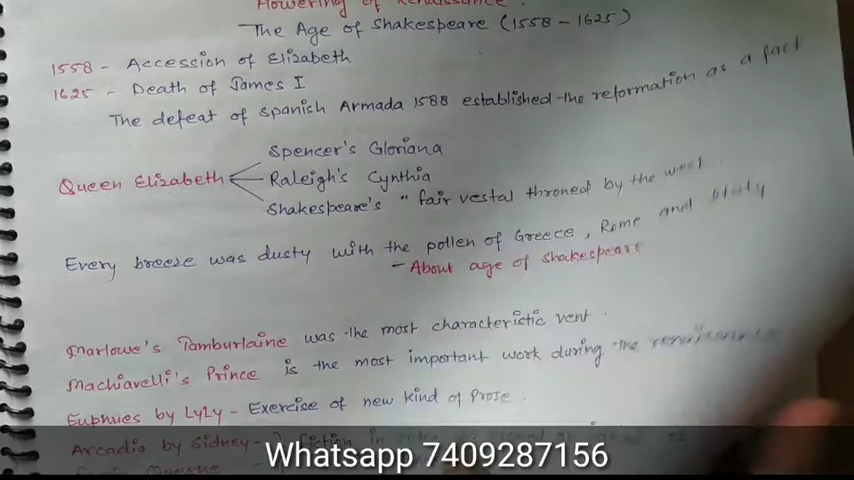 Flowering of Renaissance.
The Age of Shakespeare (1558 - 1625)
1558 - Accession of Elizabeth
1625 - Death of James I
The defeat of Spanish Armada 1588 established the reformation as a fact
Spencer's Gloriana
Queen Elizabeth Raleigh's Cynthia
Shakespeare's "fair vestal throned by the west.
Every breeze was dusty with the pollen of Greece, Rome and
- About age of Shakespeare
Marlowe's Tamburlaine was the most characteristic vent.
Machiavelli's Prince is the most important work during the
Euphues by Lyly - Exercise of new kind of Prose.
Arcadia by Sidney -
Whatsapp 7409287156